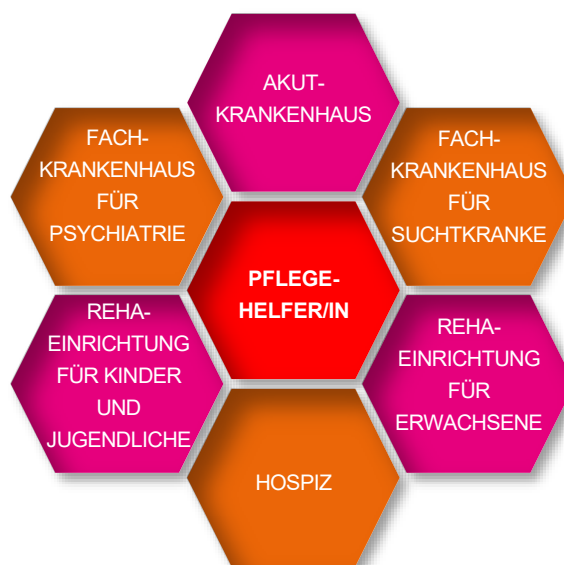 AKUT-
KRANKENHAUS
FACH-
KRANKENHAUS
FÜR
PSYCHIATRIE
FACH-
KRANKENHAUS
FÜR
SUCHTKRANKE
PFLEGE-
HELFER/IN
REHA-
EINRICHTUNG
FÜR KINDER
UND
JUGENDLICHE
REHA-
EINRICHTUNG
FÜR
ERWACHSENE
HOSPIZ